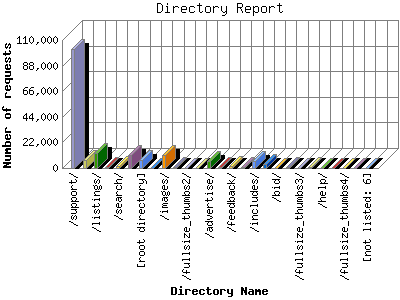 Directory Report
Number of requests
110,000
88,000
66,000
44,000
22,000
0
/support/
/listings/
/search/
[root directory]
/images/
/fullsize_thumbs2/
/advertise/
/feedback/
/includes/
/bid/
/fullsize_thumbs3/
/help/
/fullsize_thumbs4/
[not listed: 6]
Directory Name